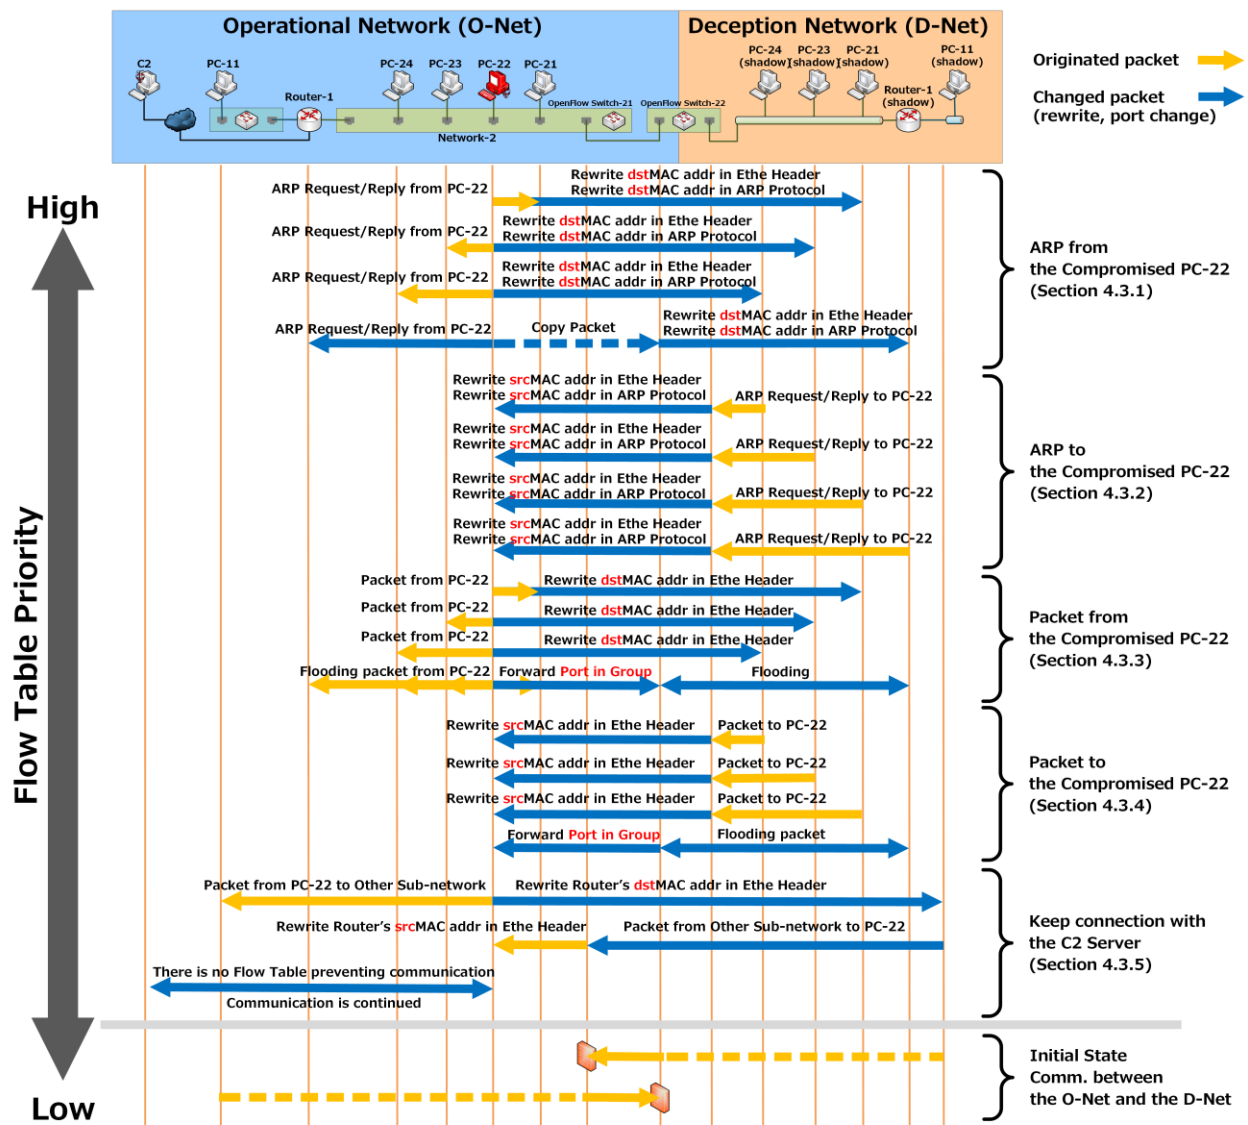 Operational Network (O-Net)
Deception Network (D-Net)
C2
PC-11
PC-24
PC-23
PC-22
PC-21
PC-24
(shadow)
PC-23
(shadow)
PC-21
(shadow)
PC-11
(shadow)
Router-1
OpenFlow Switch-21
OpenFlow Switch-22
Router-1
(shadow)
Network-2
Originated packet
Changed packet
(rewrite, port change)
High
Flow Table Priority
Low
ARP Request/Reply from PC-22
Rewrite dstMAC addr in Ethe Header
Rewrite dstMAC addr in ARP Protocol
ARP Request/Reply from PC-22
Rewrite dstMAC addr in Ethe Header
Rewrite dstMAC addr in ARP Protocol
ARP Request/Reply from PC-22
Rewrite dstMAC addr in Ethe Header
Rewrite dstMAC addr in ARP Protocol
ARP Request/Reply from PC-22
Copy Packet
Rewrite dstMAC addr in Ethe Header
Rewrite dstMAC addr in ARP Protocol
ARP from
the Compromised PC-22
(Section 4.3.1)
Rewrite srcMAC addr in Ethe Header
Rewrite srcMAC addr in ARP Protocol
ARP Request/Reply to PC-22
Rewrite srcMAC addr in Ethe Header
Rewrite srcMAC addr in ARP Protocol
ARP Request/Reply to PC-22
Rewrite srcMAC addr in Ethe Header
Rewrite srcMAC addr in ARP Protocol
ARP Request/Reply to PC-22
Rewrite srcMAC addr in Ethe Header
Rewrite srcMAC addr in ARP Protocol
ARP Request/Reply to PC-22
ARP to
the Compromised PC-22
(Section 4.3.2)
Packet from PC-22
Rewrite dstMAC addr in Ethe Header
Packet from PC-22
Rewrite dstMAC addr in Ethe Header
Packet from PC-22
Rewrite dstMAC addr in Ethe Header
Flooding packet from PC-22
Forward Port in Group
Flooding
Packet from
the Compromised PC-22
(Section 4.3.3)
Rewrite srcMAC addr in Ethe Header
Packet to PC-22
Rewrite srcMAC addr in Ethe Header
Packet to PC-22
Rewrite srcMAC addr in Ethe Header
Packet to PC-22
Forward Port in Group
Flooding packet
Packet to
the Compromised PC-22
(Section 4.3.4)
Packet from PC-22 to Other Sub-network
Rewrite Router's dstMAC addr in Ethe Header
Rewrite Router's srcMAC addr in Ethe Header
Packet from Other Sub-network to PC-22
There is no Flow Table preventing communication
Communication is continued
Keep connection with
the C2 Server
(Section 4.3.5)
Initial State
Comm. between
the O-Net and the D-Net